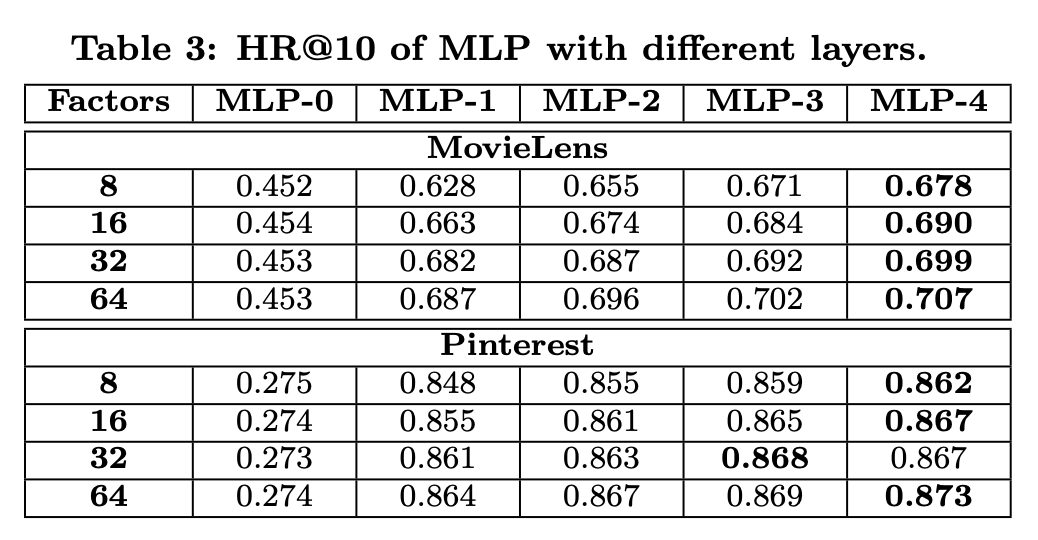 Table 3: HR@10 of MLP with different layers.
Factors MLP-0 MLP-1 MLP-2 MLP-3 MLP-4
MovieLens
8 0.452 0.628 0.655 0.671 0.678
16 0.454 0.663 0.674 0.684 0.690
32 0.453 0.682 0.687 0.692 0.699
64 0.453 0.687 0.696 0.702 0.707
Pinterest
8 0.275 0.848 0.855 0.859 0.862
16 0.274 0.855 0.861 0.865 0.867
32 0.273 0.861 0.863 0.868 0.867
64 0.274 0.864 0.867 0.869 0.873